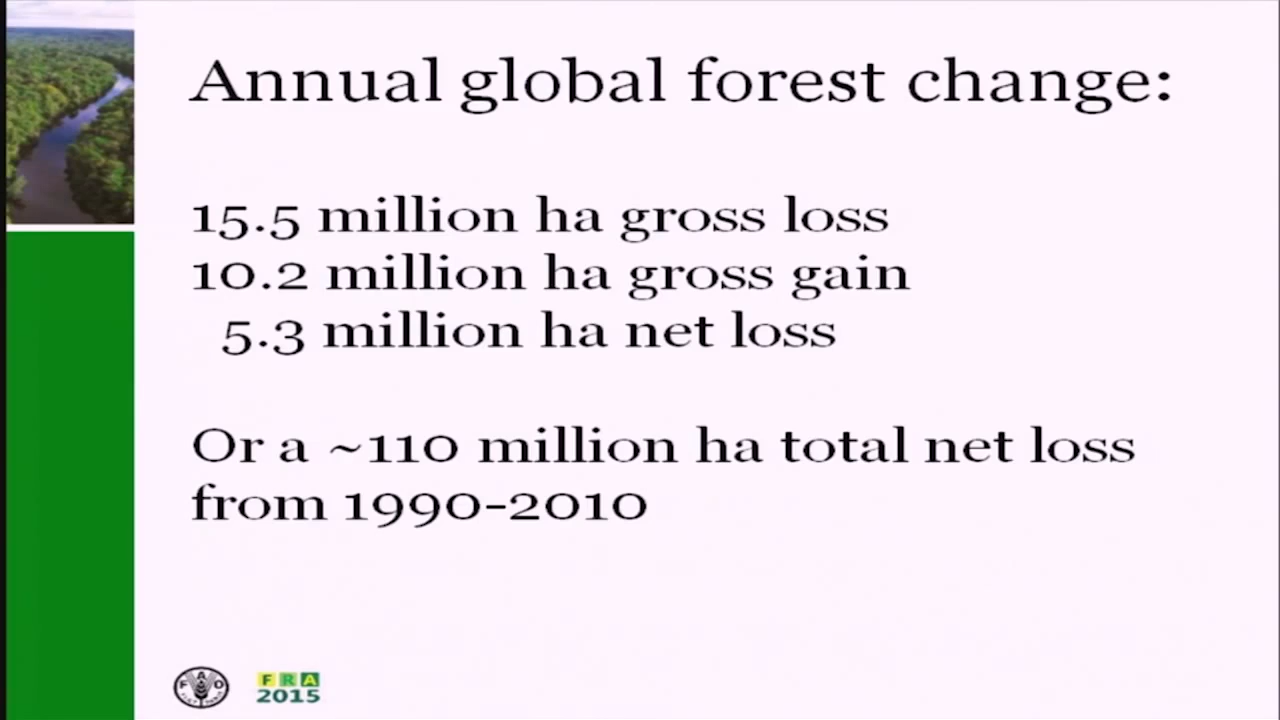 Annual global forest change:
15.5 million ha gross loss
10.2 million ha gross gain
5.3 million ha net loss
Or a ~110 million ha total net loss
from 1990-2010
F A O
FRA
2015